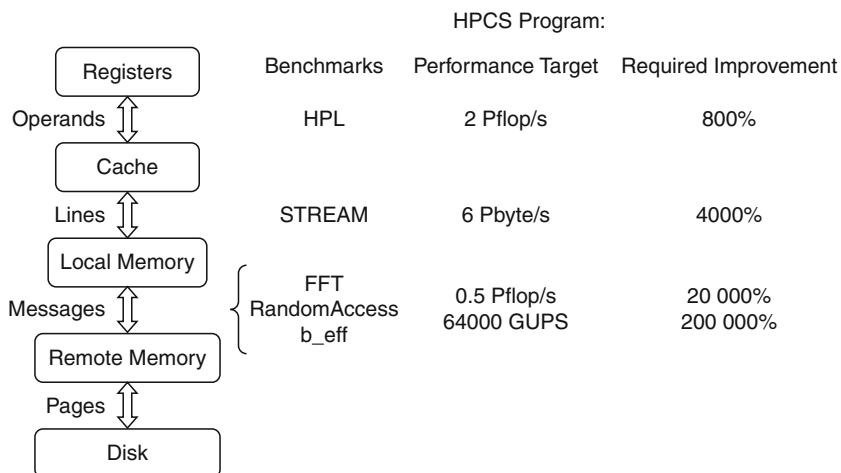 HPCS Program:
Benchmarks Performance Target Required Improvement
Registers
Operands HPL 2 Pflop/s 800%
Cache
Lines STREAM 6 Pbyte/s 4000%
Local Memory
FFT
Messages RandomAccess 0.5 Pflop/s 20 000%
b_eff 64000 GUPS 200 000%
Remote Memory
Pages
Disk